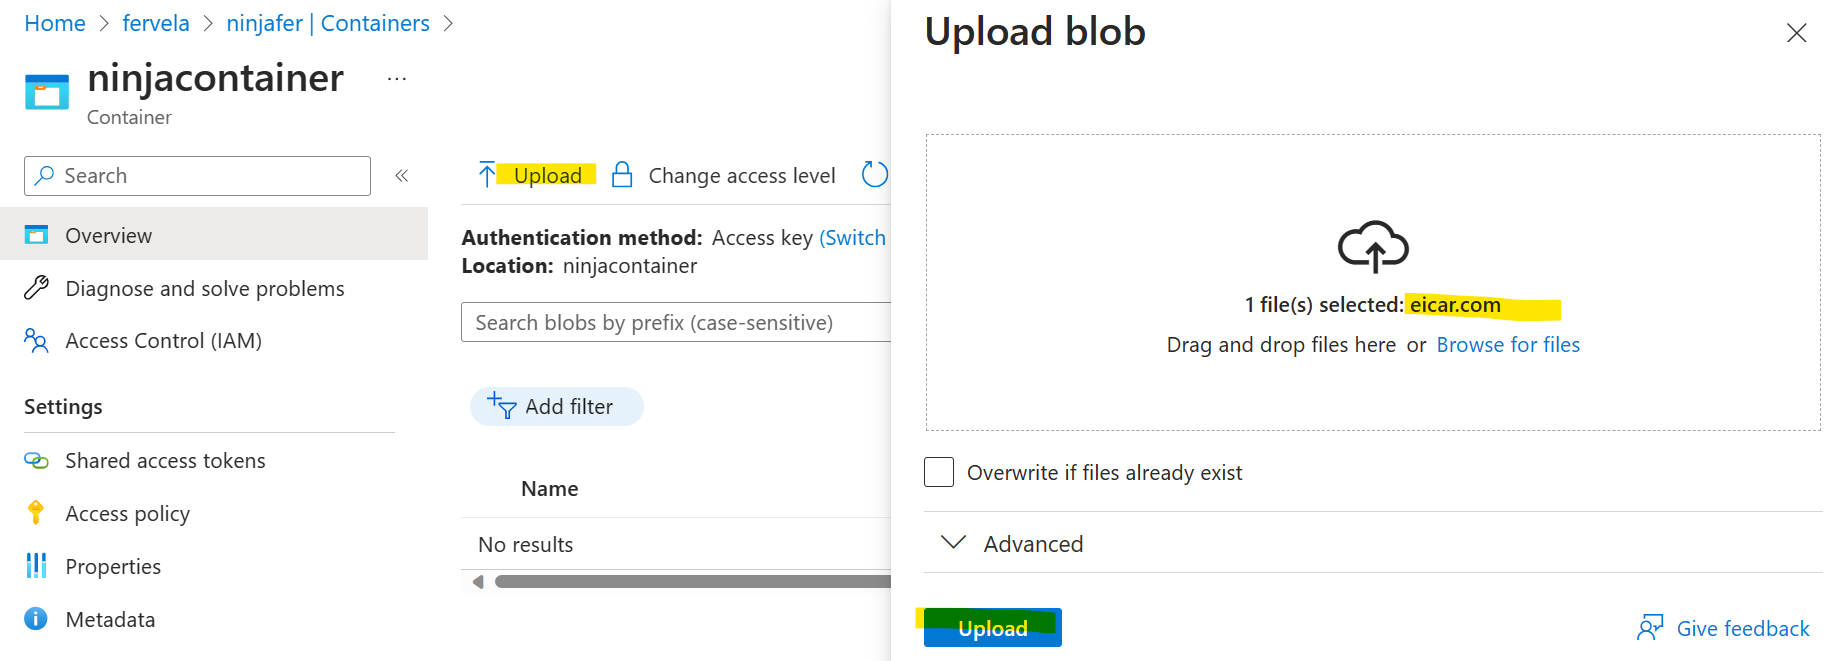 Home > fervela > ninjafer | Containers >
ninjacontainer ...
Container
Search «
Overview
Diagnose and solve problems
Access Control (IAM)
Settings
Shared access tokens
Access policy
Properties
Metadata
Upload Change access level
Authentication method: Access key (Switch
Location: ninjacontainer
Search blobs by prefix (case-sensitive)
Add filter
Name
No results
Upload blob
1 file(s) selected: eicar.com
Drag and drop files here or Browse for files
Overwrite if files already exist
Advanced
Upload Give feedback